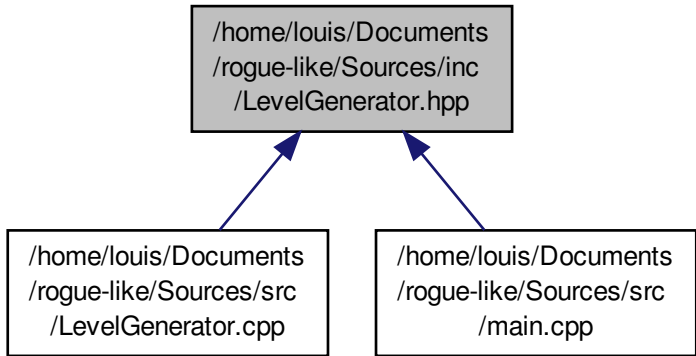 /home/louis/Documents
/rogue-like/Sources/inc
/LevelGenerator.hpp
/home/louis/Documents
/rogue-like/Sources/src
/LevelGenerator.cpp
/home/louis/Documents
/rogue-like/Sources/src
/main.cpp